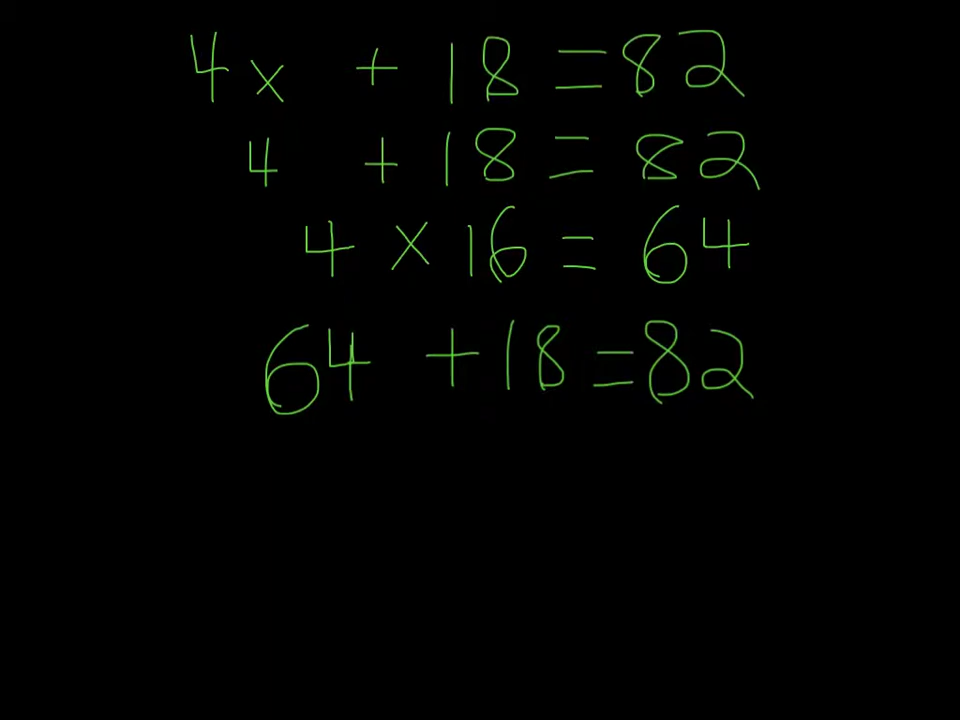 4x + 18 = 82
4 + 18 = 82
4 × 16 = 64
64 + 18 = 82